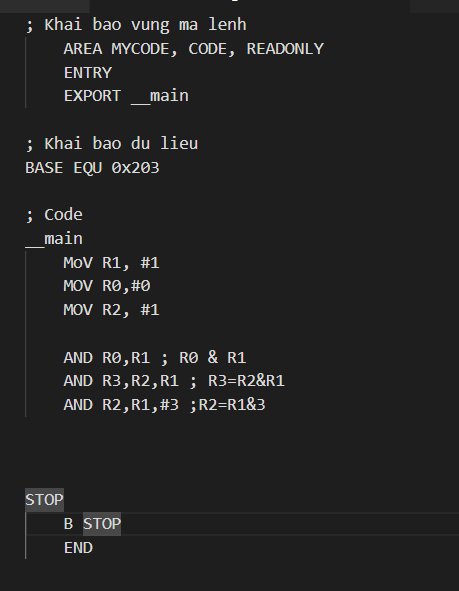 ; Khai bao vung ma lenh
AREA MYCODE, CODE, READONLY
ENTRY
EXPORT __main
; Khai bao du lieu
BASE EQU 0x203
; Code
__main
MoV R1, #1
MOV R0,#0
MOV R2, #1
AND R0,R1 ; R0 & R1
AND R3,R2,R1 ; R3=R2&R1
AND R2,R1,#3 ;R2=R1&3
STOP
B STOP
END